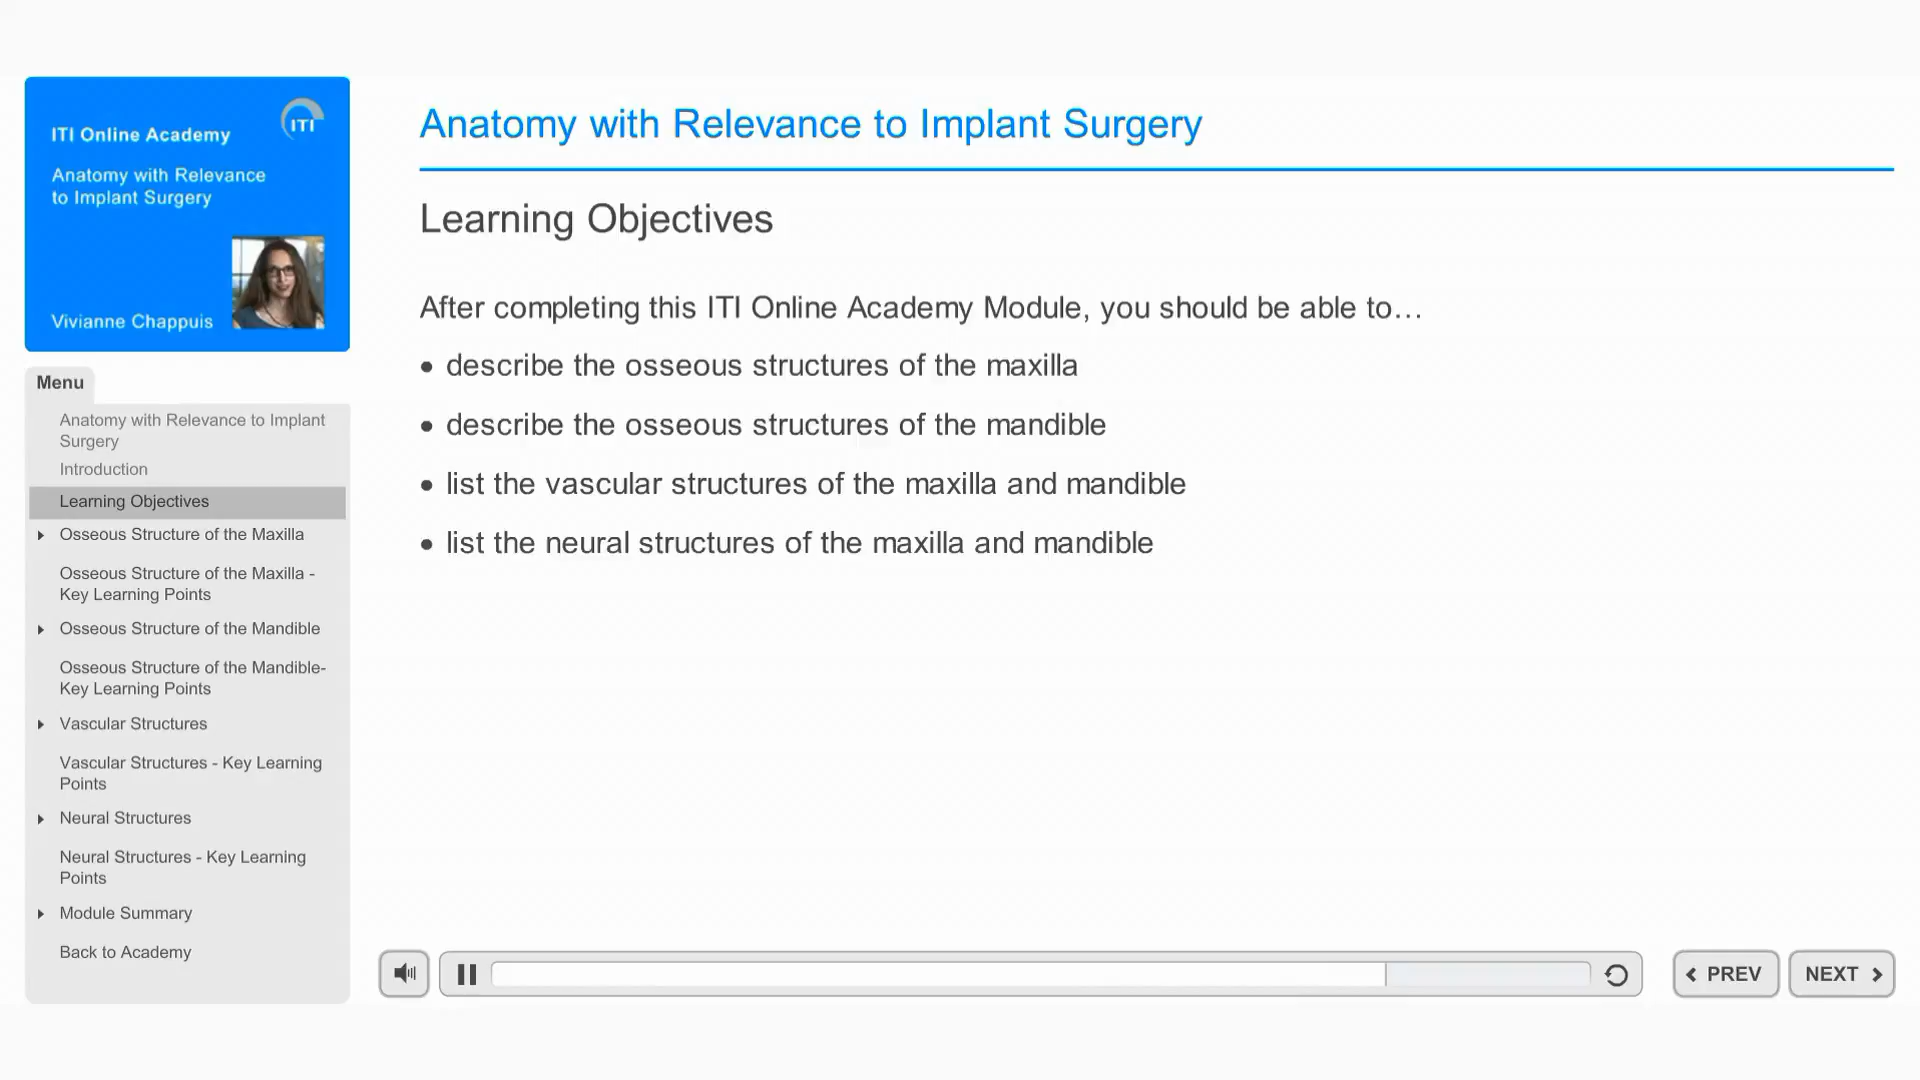 ITI Online Academy
ITI
Anatomy with Relevance
to Implant Surgery
Vivianne Chappuis
Menu
Anatomy with Relevance to Implant
Surgery
Introduction
Learning Objectives
Osseous Structure of the Maxilla
Osseous Structure of the Maxilla -
Key Learning Points
Osseous Structure of the Mandible
Osseous Structure of the Mandible-
Key Learning Points
Vascular Structures
Vascular Structures - Key Learning
Points
Neural Structures
Neural Structures - Key Learning
Points
Module Summary
Back to Academy
Anatomy with Relevance to Implant Surgery
Learning Objectives
After completing this ITI Online Academy Module, you should be able to…
• describe the osseous structures of the maxilla
• describe the osseous structures of the mandible
• list the vascular structures of the maxilla and mandible
• list the neural structures of the maxilla and mandible
PREV
NEXT